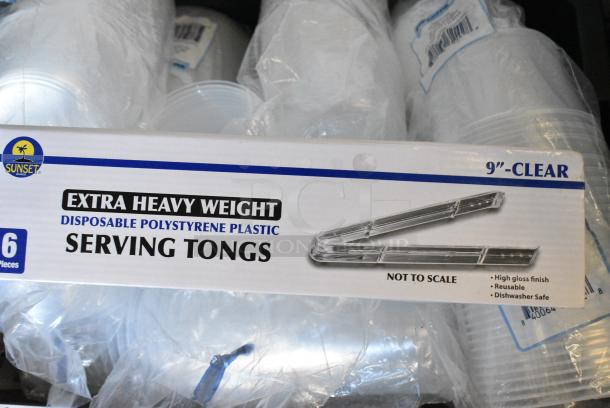 SUNSET
9"-CLEAR
EXTRA HEAVY WEIGHT
DISPOSABLE POLYSTYRENE PLASTIC
SERVING TONGS
6
Pieces
NOT TO SCALE
• High gloss finish
• Reusable
• Dishwasher Safe